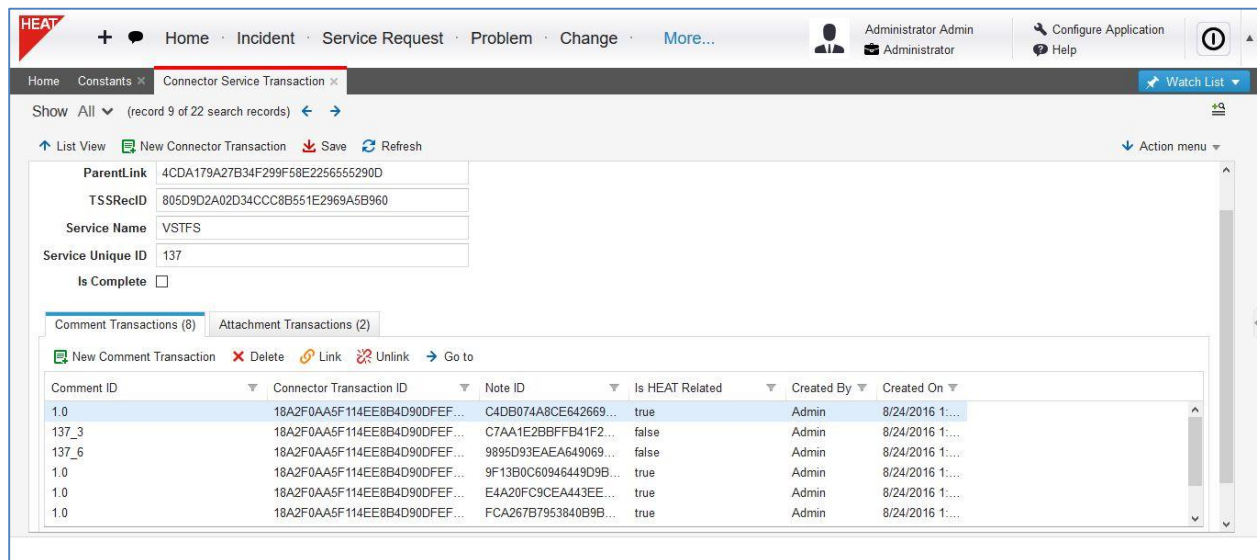 HEAT
Home · Incident · Service Request · Problem · Change · More...
Administrator Admin
Administrator
Configure Application
Help
Home Constants × Connector Service Transaction × Watch List
Show All (record 9 of 22 search records)
List View New Connector Transaction Save Refresh Action menu
ParentLink 4CDA179A27B34F299F58E2256555290D
TSSRecID 805D9D2A02D34CCC8B551E2969A5B960
Service Name VSTFS
Service Unique ID 137
Is Complete
Comment Transactions (8) Attachment Transactions (2)
New Comment Transaction Delete Link Unlink Go to
Comment ID Connector Transaction ID Note ID Is HEAT Related Created By Created On
1.0 18A2F0AA5F114EE8B4D90DFEF... C4DB074A8CE642669... true Admin 8/24/2016 1:...
137_3 18A2F0AA5F114EE8B4D90DFEF... C7AA1E2BBFFB41F2... false Admin 8/24/2016 1:...
137_6 18A2F0AA5F114EE8B4D90DFEF... 9895D93EAEA649069... false Admin 8/24/2016 1:...
1.0 18A2F0AA5F114EE8B4D90DFEF... 9F13B0C60946449D9B... true Admin 8/24/2016 1:...
1.0 18A2F0AA5F114EE8B4D90DFEF... E4A20FC9CEA443EE... true Admin 8/24/2016 1:...
1.0 18A2F0AA5F114EE8B4D90DFEF... FCA267B7953840B9B... true Admin 8/24/2016 1:...